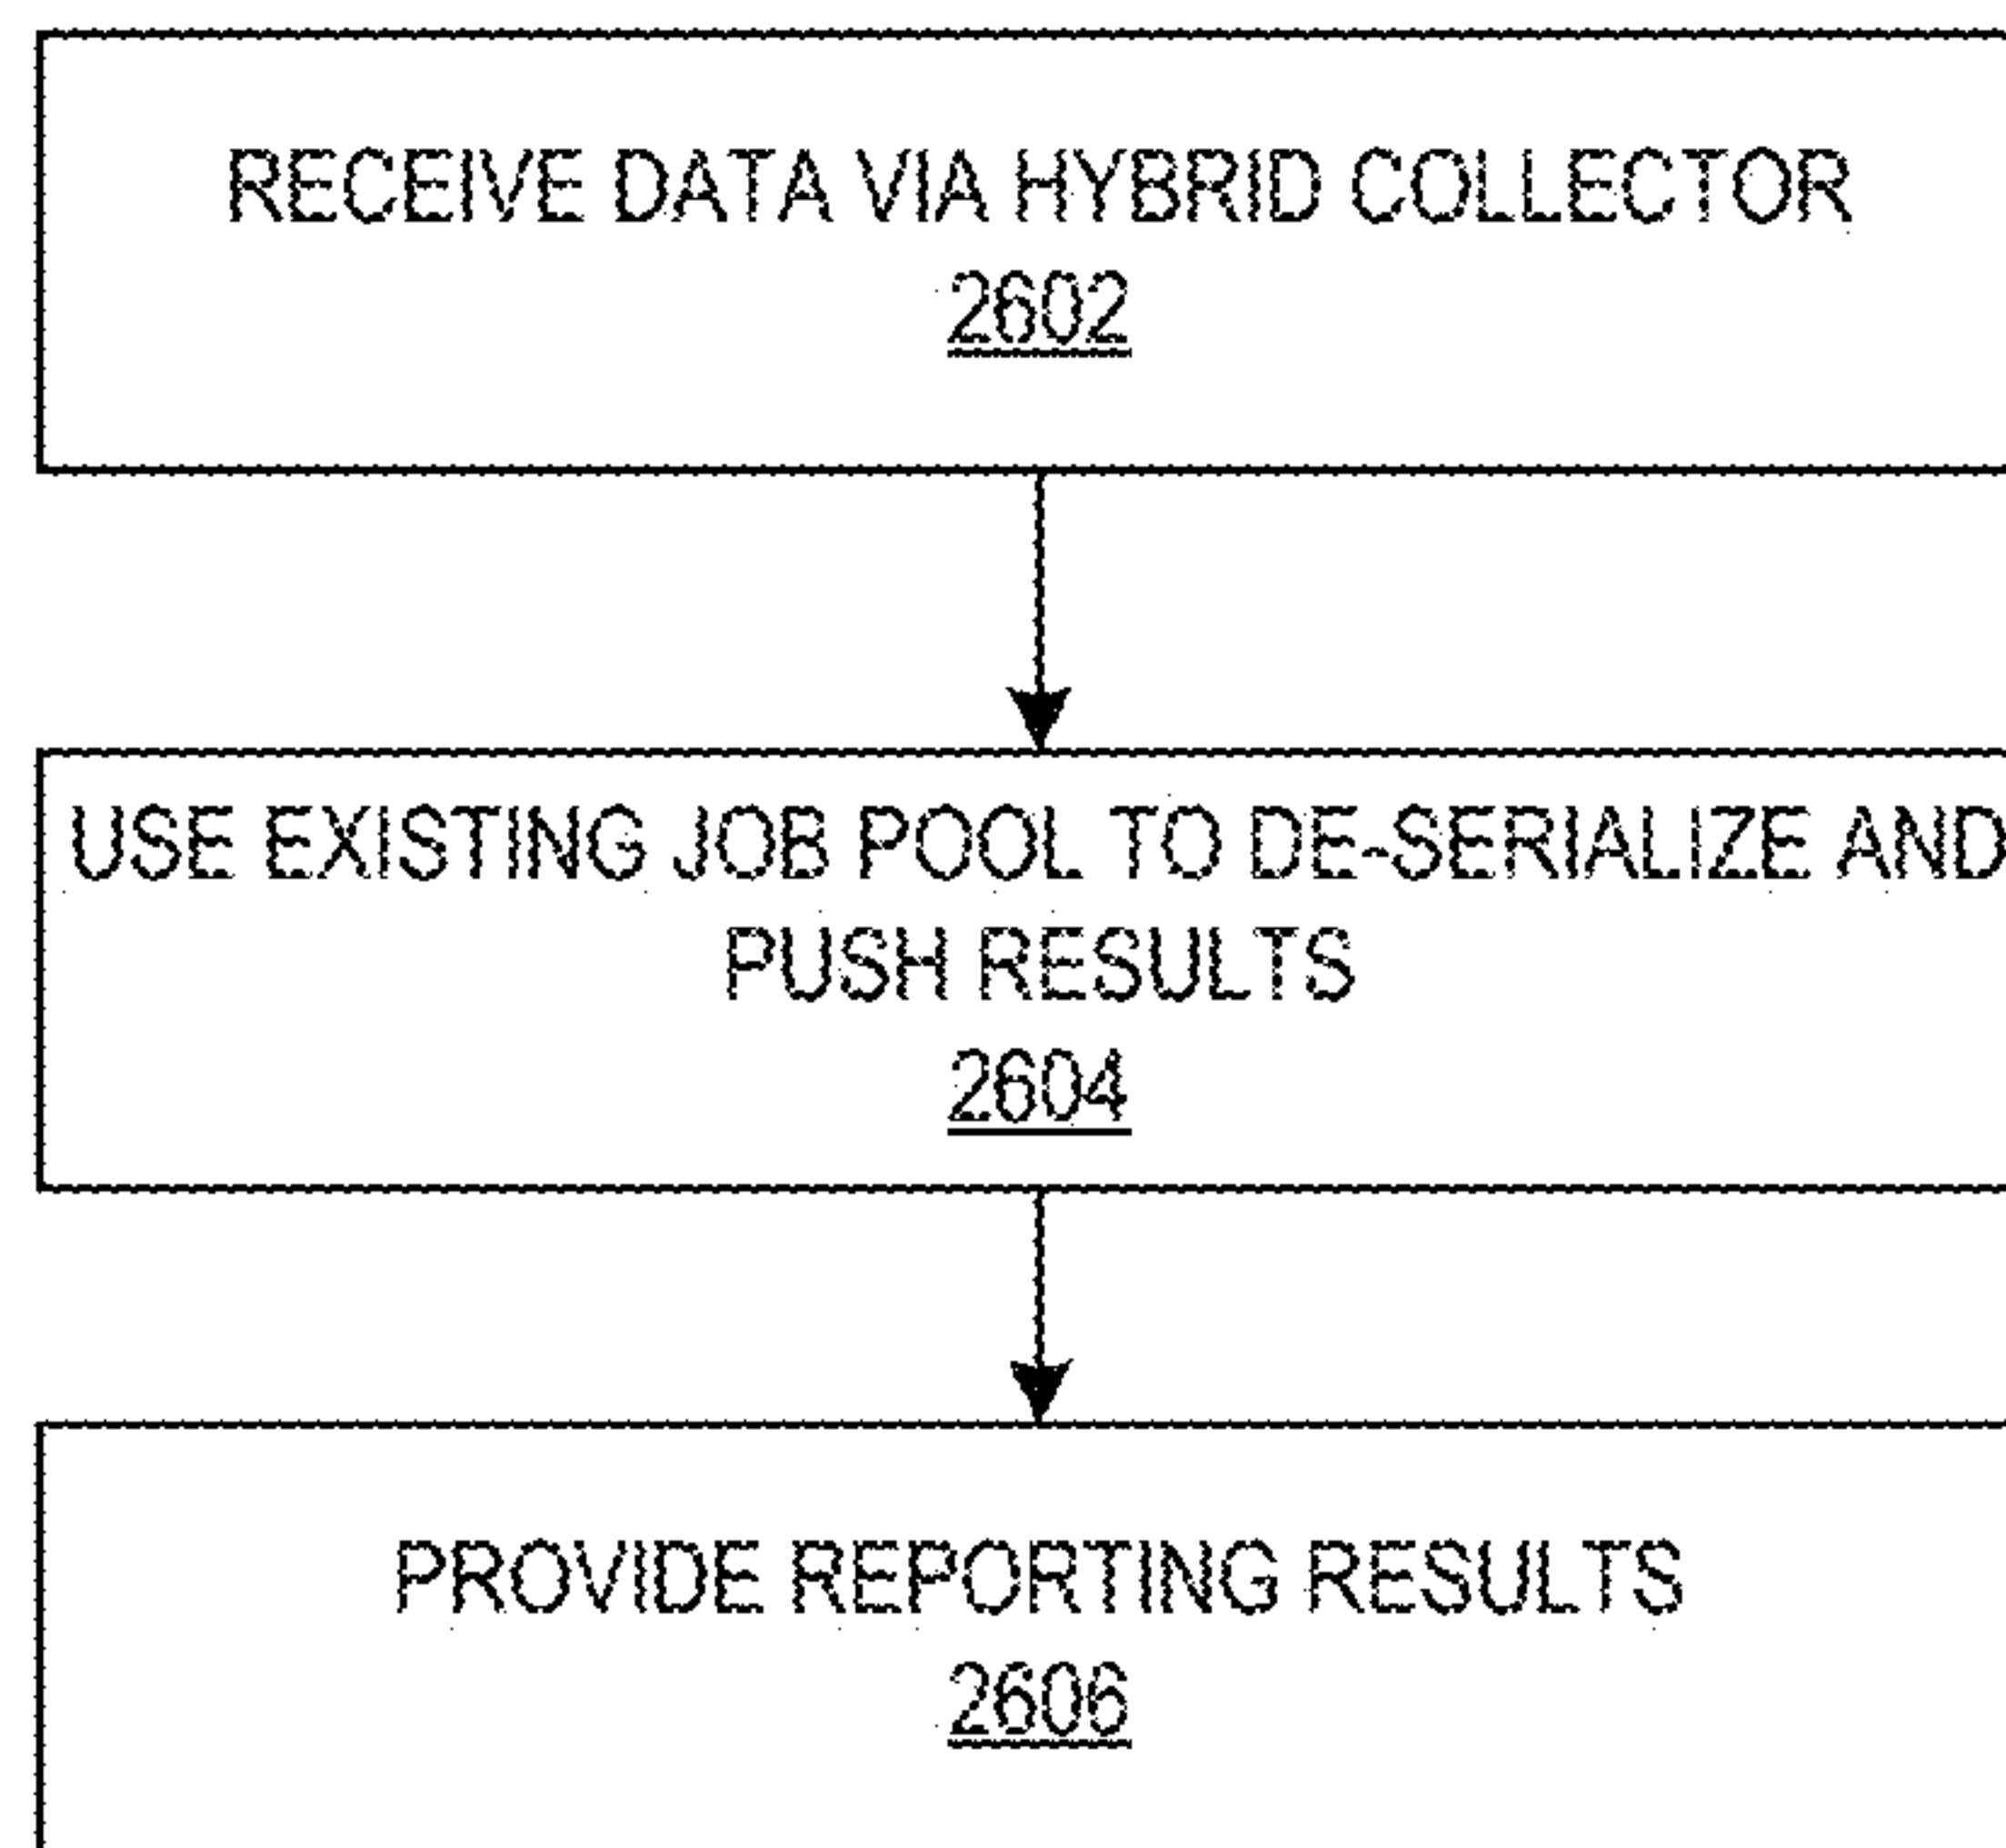 RECEIVE DATA VIA HYBRID COLLECTOR
2602
USE EXISTING JOB POOL TO DE-SERIALIZE AND
PUSH RESULTS
2604
PROVIDE REPORTING RESULTS
2606